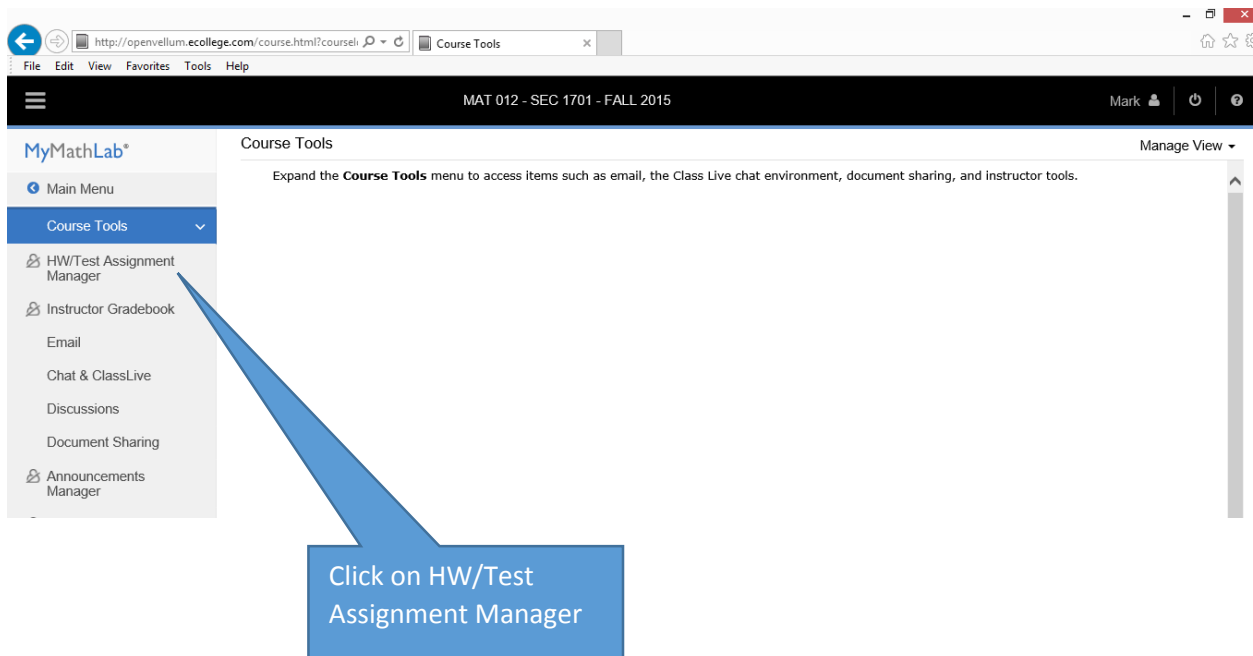 http://openvellum.ecollege.com/course.html?courseI
Course Tools
File Edit View Favorites Tools Help
MAT 012 - SEC 1701 - FALL 2015
Mark
MyMathLab®
Course Tools
Manage View
Main Menu
Expand the Course Tools menu to access items such as email, the Class Live chat environment, document sharing, and instructor tools.
Course Tools
HW/Test Assignment
Manager
Instructor Gradebook
Email
Chat & ClassLive
Discussions
Document Sharing
Announcements
Manager
Click on HW/Test
Assignment Manager